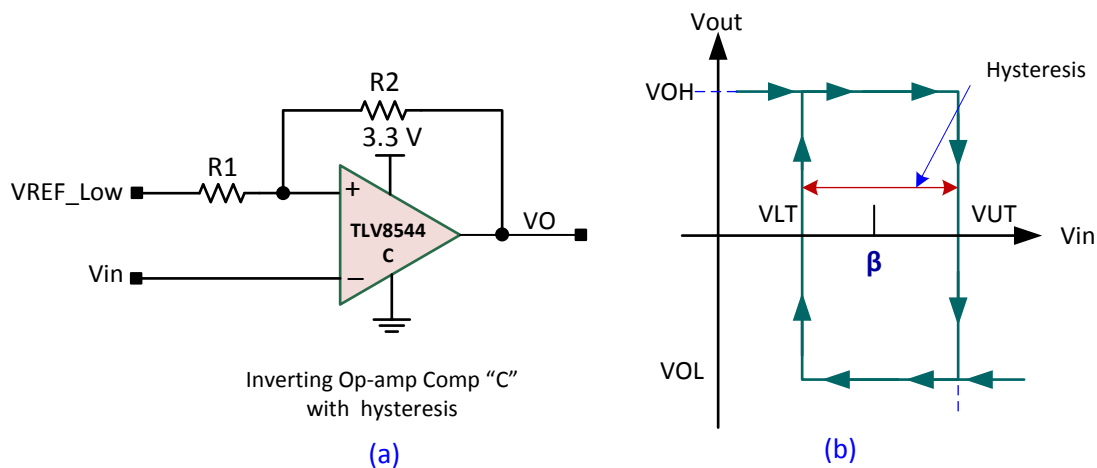 R2
3.3 V
R1
VREF_Low
+
TLV8544
C
VO
Vin
−
Inverting Op-amp Comp “C”
with hysteresis
(a)
Vout
Hysteresis
VOH
VLT
VUT
Vin
β
VOL
(b)